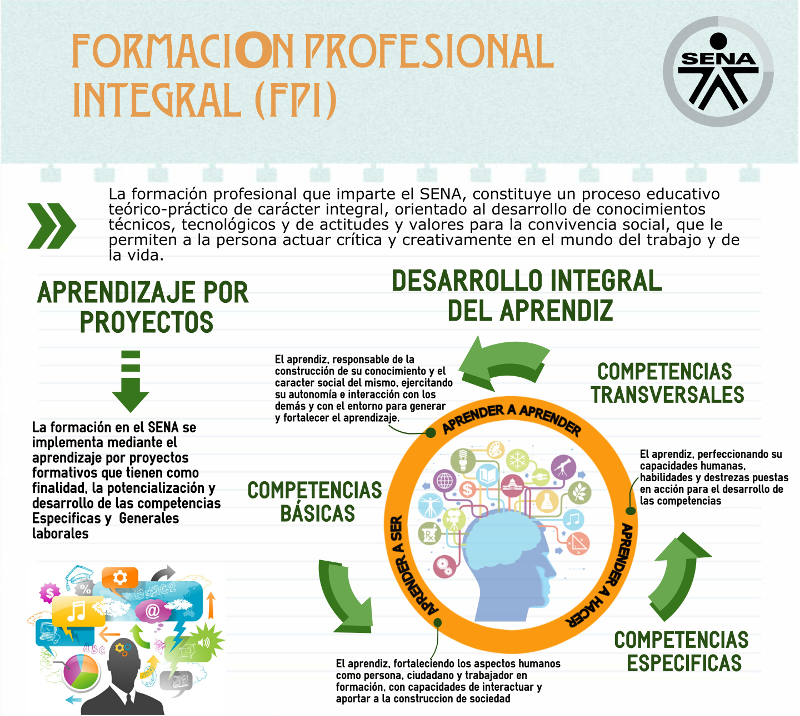 FORMACION PROFESIONAL
INTEGRAL (FPI)
SENA
La formación profesional que imparte el SENA, constituye un proceso educativo
teórico-práctico de carácter integral, orientado al desarrollo de conocimientos
técnicos, tecnológicos y de actitudes y valores para la convivencia social, que le
permiten a la persona actuar crítica y creativamente en el mundo del trabajo y de
la vida.
APRENDIZAJE POR
PROYECTOS
La formación en el SENA se
implementa mediante el
aprendizaje por proyectos
formativos que tienen como
finalidad, la potencialización y
desarrollo de las competencias
Especificas y Generales
laborales
DESARROLLO INTEGRAL
DEL APRENDIZ
El aprendiz, responsable de la
construcción de su conocimiento y el
caracter social del mismo, ejercitando
su autonomía e interacción con los
demás y con el entorno para generar
y fortalecer el aprendizaje.
COMPETENCIAS
TRANSVERSALES
APRENDER A APRENDER
El aprendiz, perfeccionando su
capacidades humanas,
habilidades y destrezas puestas
en acción para el desarrollo de
las competencias
COMPETENCIAS
BÁSICAS
APRENDER A SER
APRENDER A HACER
COMPETENCIAS
ESPECIFICAS
El aprendiz, fortaleciendo los aspectos humanos
como persona, ciudadano y trabajador en
formación, con capacidades de interactuar y
aportar a la construccion de sociedad